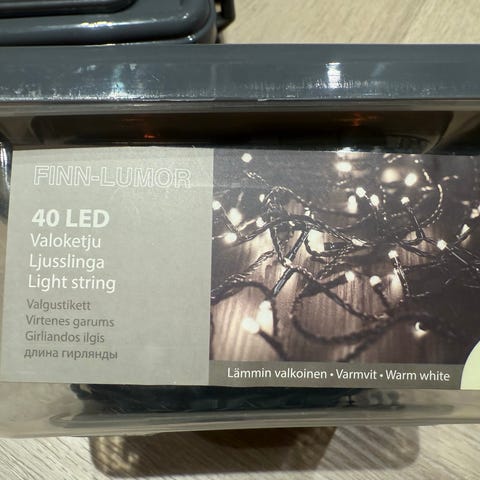 FINN-LUMOR
40 LED
Valoketju
Ljusslinga
Light string
Valgustikett
Virtenes garums
Girliandos ilgis
длина гирлянды
Lämmin valkoinen • Varmvit • Warm white